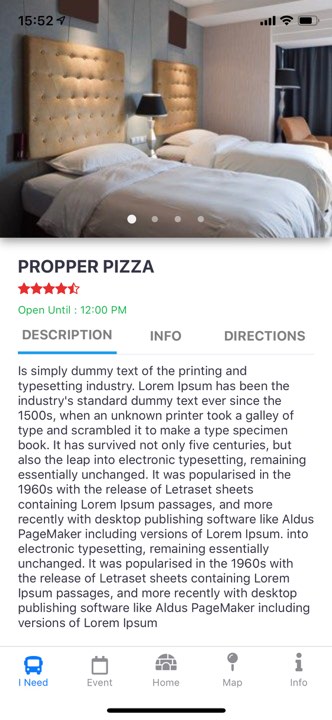 15:52
PROPPER PIZZA
Open Until : 12:00 PM
DESCRIPTION
INFO
DIRECTIONS
Is simply dummy text of the printing and
typesetting industry. Lorem Ipsum has been the
industry's standard dummy text ever since the
1500s, when an unknown printer took a galley of
type and scrambled it to make a type specimen
book. It has survived not only five centuries, but
also the leap into electronic typesetting, remaining
essentially unchanged. It was popularised in the
1960s with the release of Letraset sheets
containing Lorem Ipsum passages, and more
recently with desktop publishing software like Aldus
PageMaker including versions of Lorem Ipsum. into
electronic typesetting, remaining essentially
unchanged. It was popularised in the 1960s with
the release of Letraset sheets containing Lorem
Ipsum passages, and more recently with desktop
publishing software like Aldus PageMaker including
versions of Lorem Ipsum
I Need
Event
Home
Map
Info